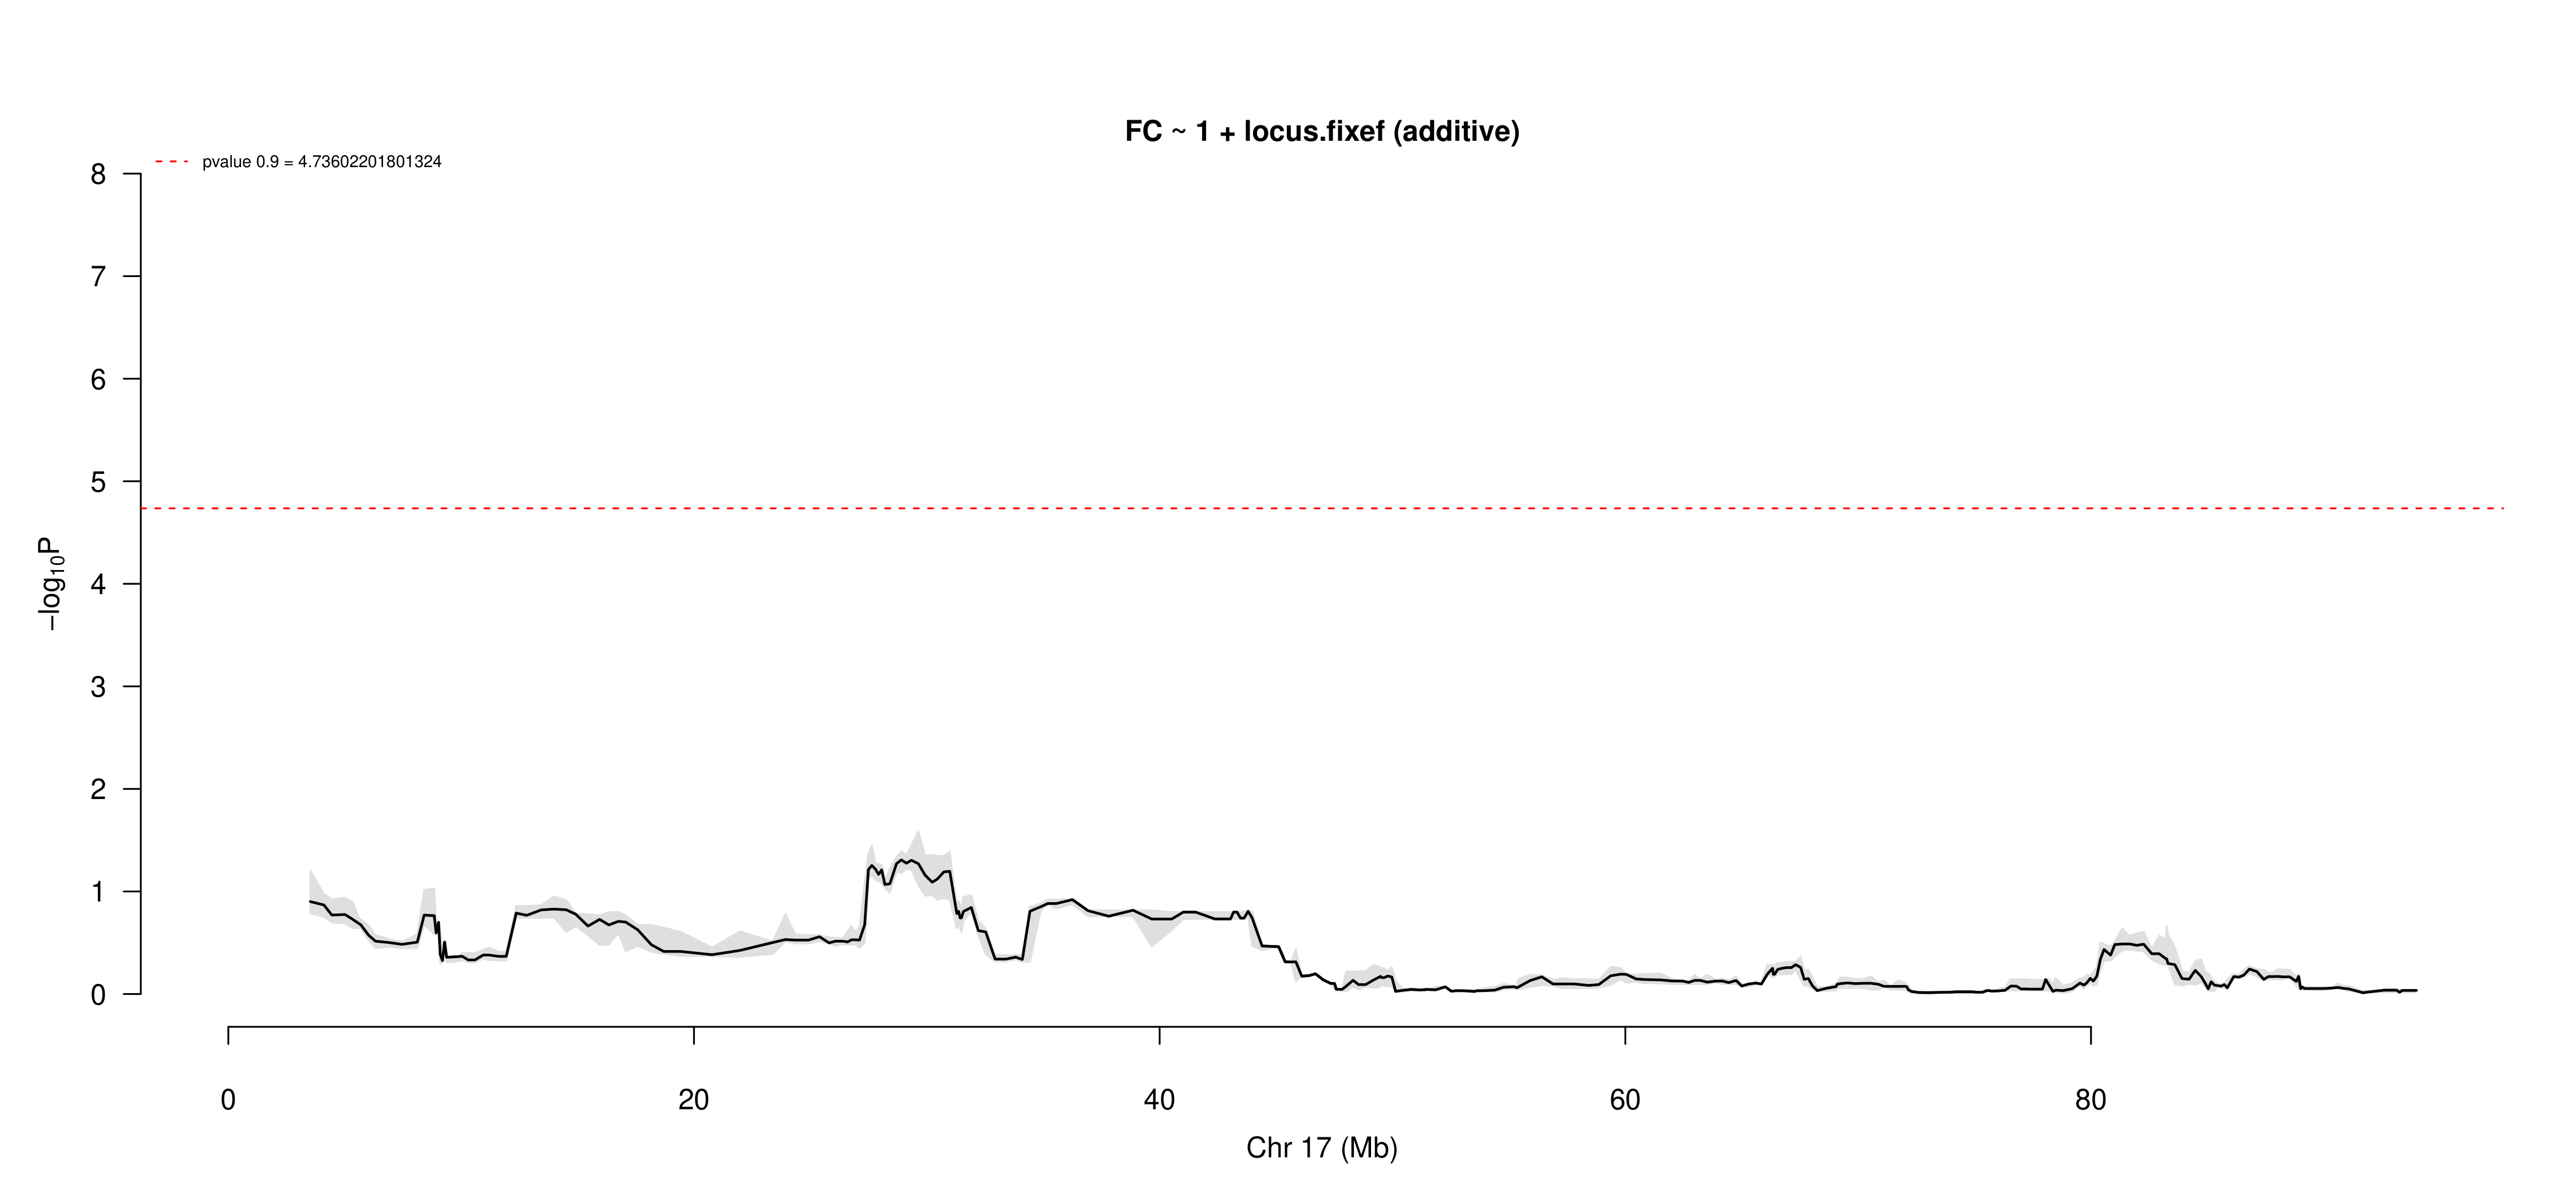 FC ~ 1 + locus.fixef (additive)
pvalue 0.9 = 4.73602201801324
8
7
6
5
4
3
2
1
0
−log10P
0 20 40 60 80
Chr 17 (Mb)